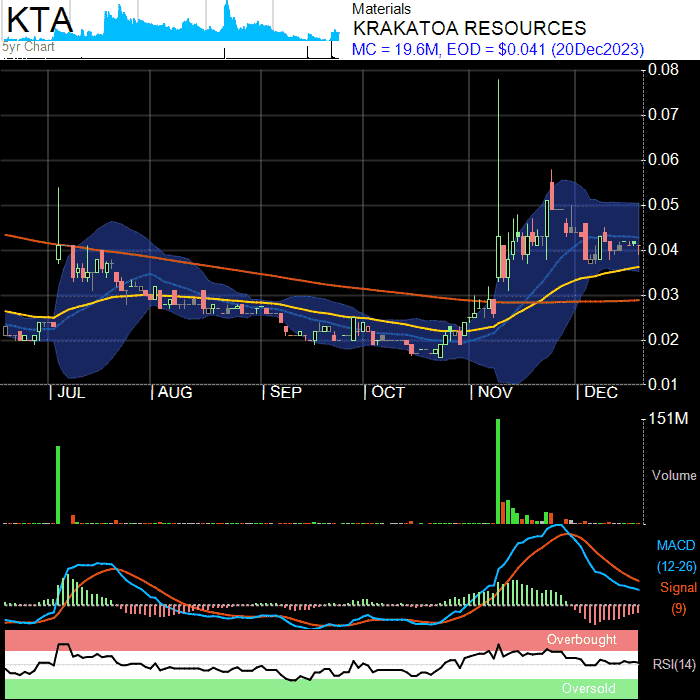 KTA
5yr Chart
Materials
KRAKATOA RESOURCES
MC = 19.6M, EOD = $0.041 (20Dec2023)
0.08
0.07
0.06
0.05
0.04
0.03
0.02
0.01
| JUL | AUG | SEP | OCT | NOV | DEC
151M
Volume
MACD
(12-26)
Signal
(9)
Overbought
RSI(14)
Oversold